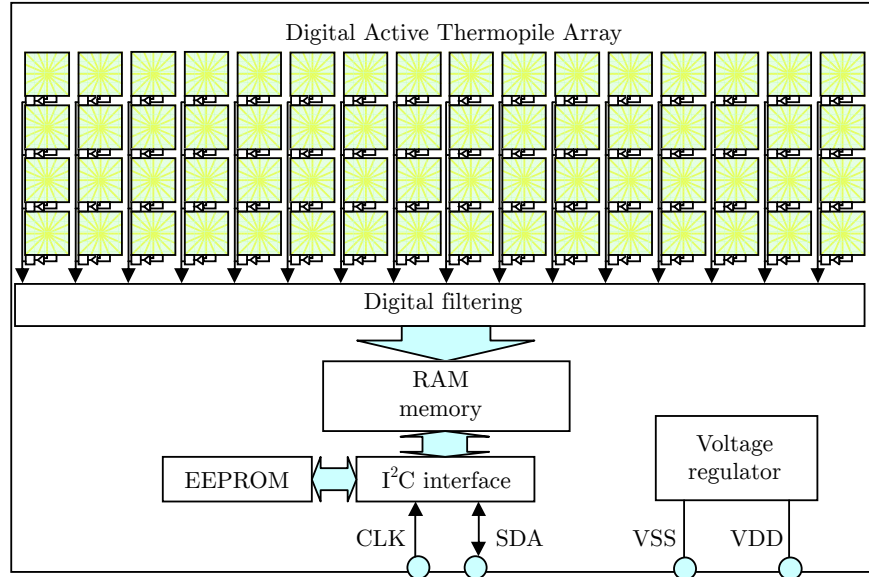 Digital Active Thermopile Array
Digital filtering
RAM
memory
Voltage
regulator
EEPROM
I²C interface
CLK
SDA
VSS
VDD